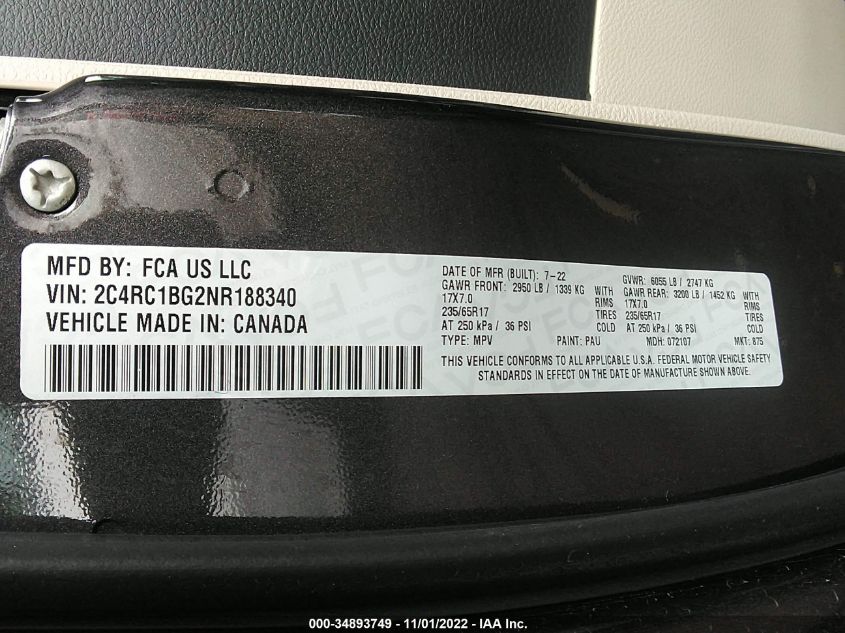 MFD BY: FCA US LLC
VIN: 2C4RC1BG2NR188340
VEHICLE MADE IN: CANADA
DATE OF MFR (BUILT): 7-22 GVWR: 6055 LB / 2747 KG
GAWR FRONT: 2950 LB / 1339 KG GAWR REAR: 3200 LB / 1452 KG
17X7.0 RIMS 17X7.0 RIMS
235/65R17 TIRES 235/65R17 TIRES
AT 250 kPa / 36 PSI COLD AT 250 kPa / 36 PSI COLD
TYPE: MPV PAINT: PAU MDH: 072107 MKT: 875
THIS VEHICLE CONFORMS TO ALL APPLICABLE U.S.A. FEDERAL MOTOR VEHICLE SAFETY
STANDARDS IN EFFECT ON THE DATE OF MANUFACTURE SHOWN ABOVE.
000-34893749 - 11/01/2022 - IAA Inc.